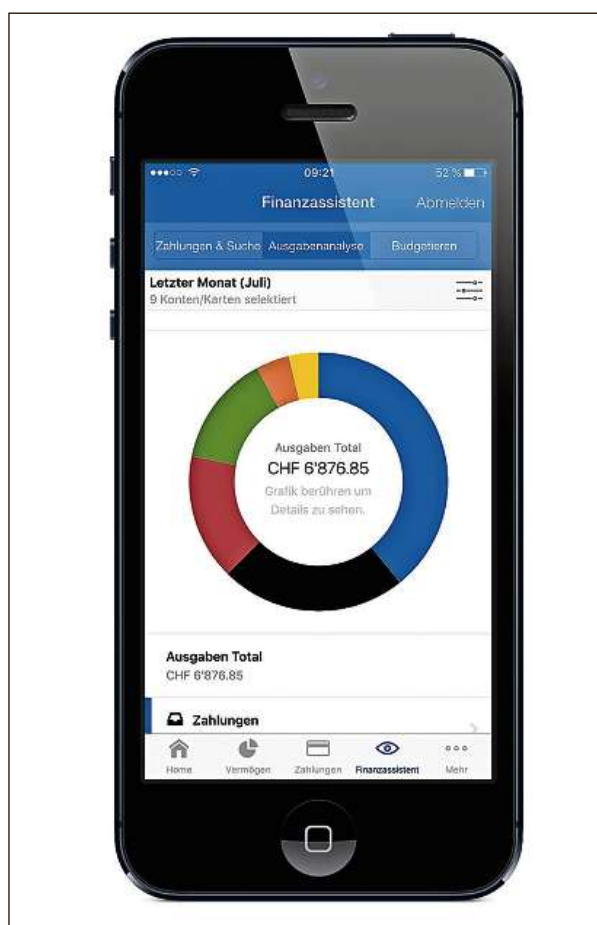 09:21
52 %
Finanzassistent
Abmelden
Zahlungen & Suche
Ausgabenanalyse
Budgetieren
Letzter Monat (Juli)
9 Konten/Karten selektiert
Ausgaben Total
CHF 6'876.85
Grafik berühren um
Details zu sehen.
Ausgaben Total
CHF 6'876.85
Zahlungen
Home
Vermögen
Zahlungen
Finanzassistent
Mehr